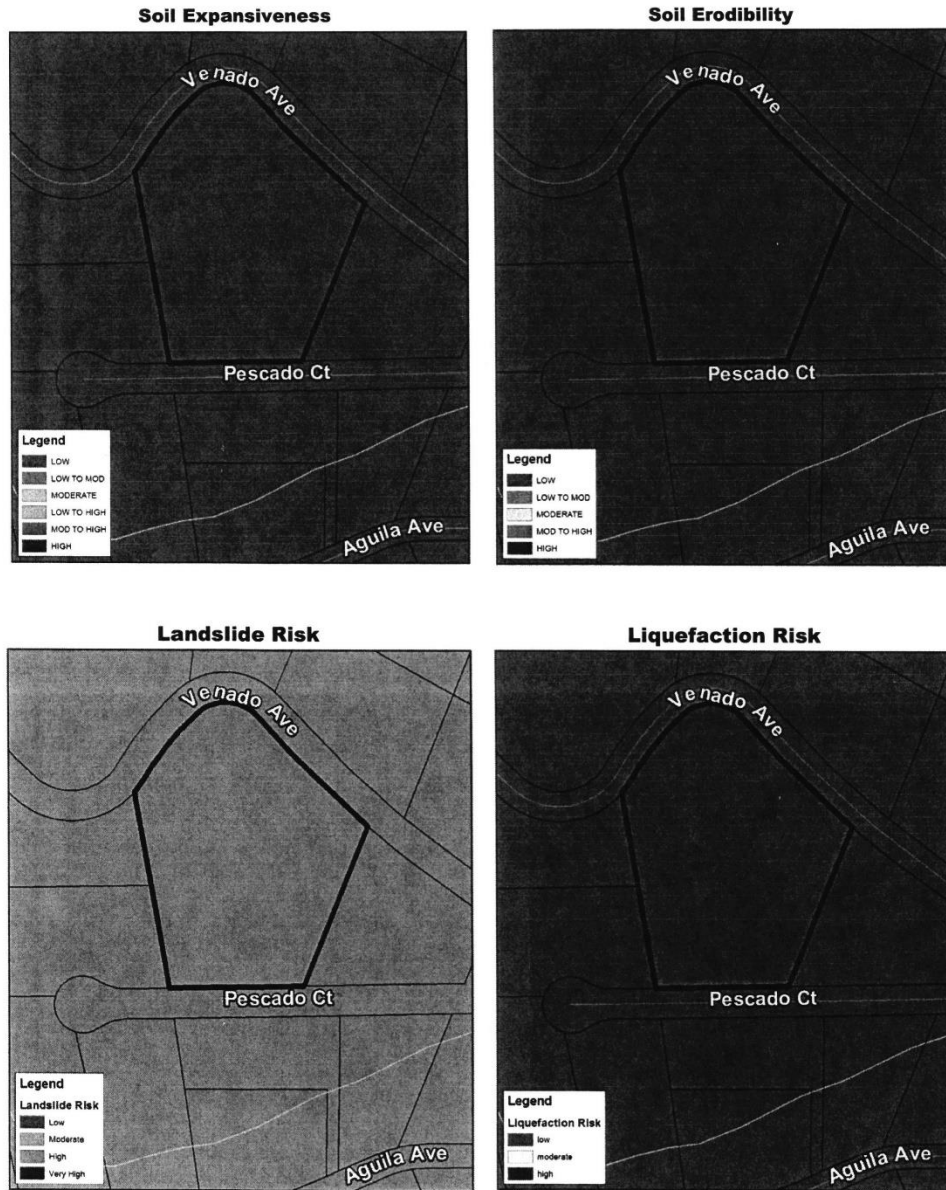 Soil Expansiveness
Venado Ave
Pescado Ct
Legend
LOW
LOW TO MOD
MODERATE
LOW TO HIGH
MOD TO HIGH
HIGH
Aguila Ave
Soil Erodibility
Venado Ave
Pescado Ct
Legend
LOW
LOW TO MOD
MODERATE
MOD TO HIGH
HIGH
Aguila Ave
Landslide Risk
Venado Ave
Pescado Ct
Legend
Landslide Risk
Low
Moderate
High
Very High
Aguila Ave
Liquefaction Risk
Venado Ave
Pescado Ct
Legend
Liquefaction Risk
low
moderate
high
Aguila Ave